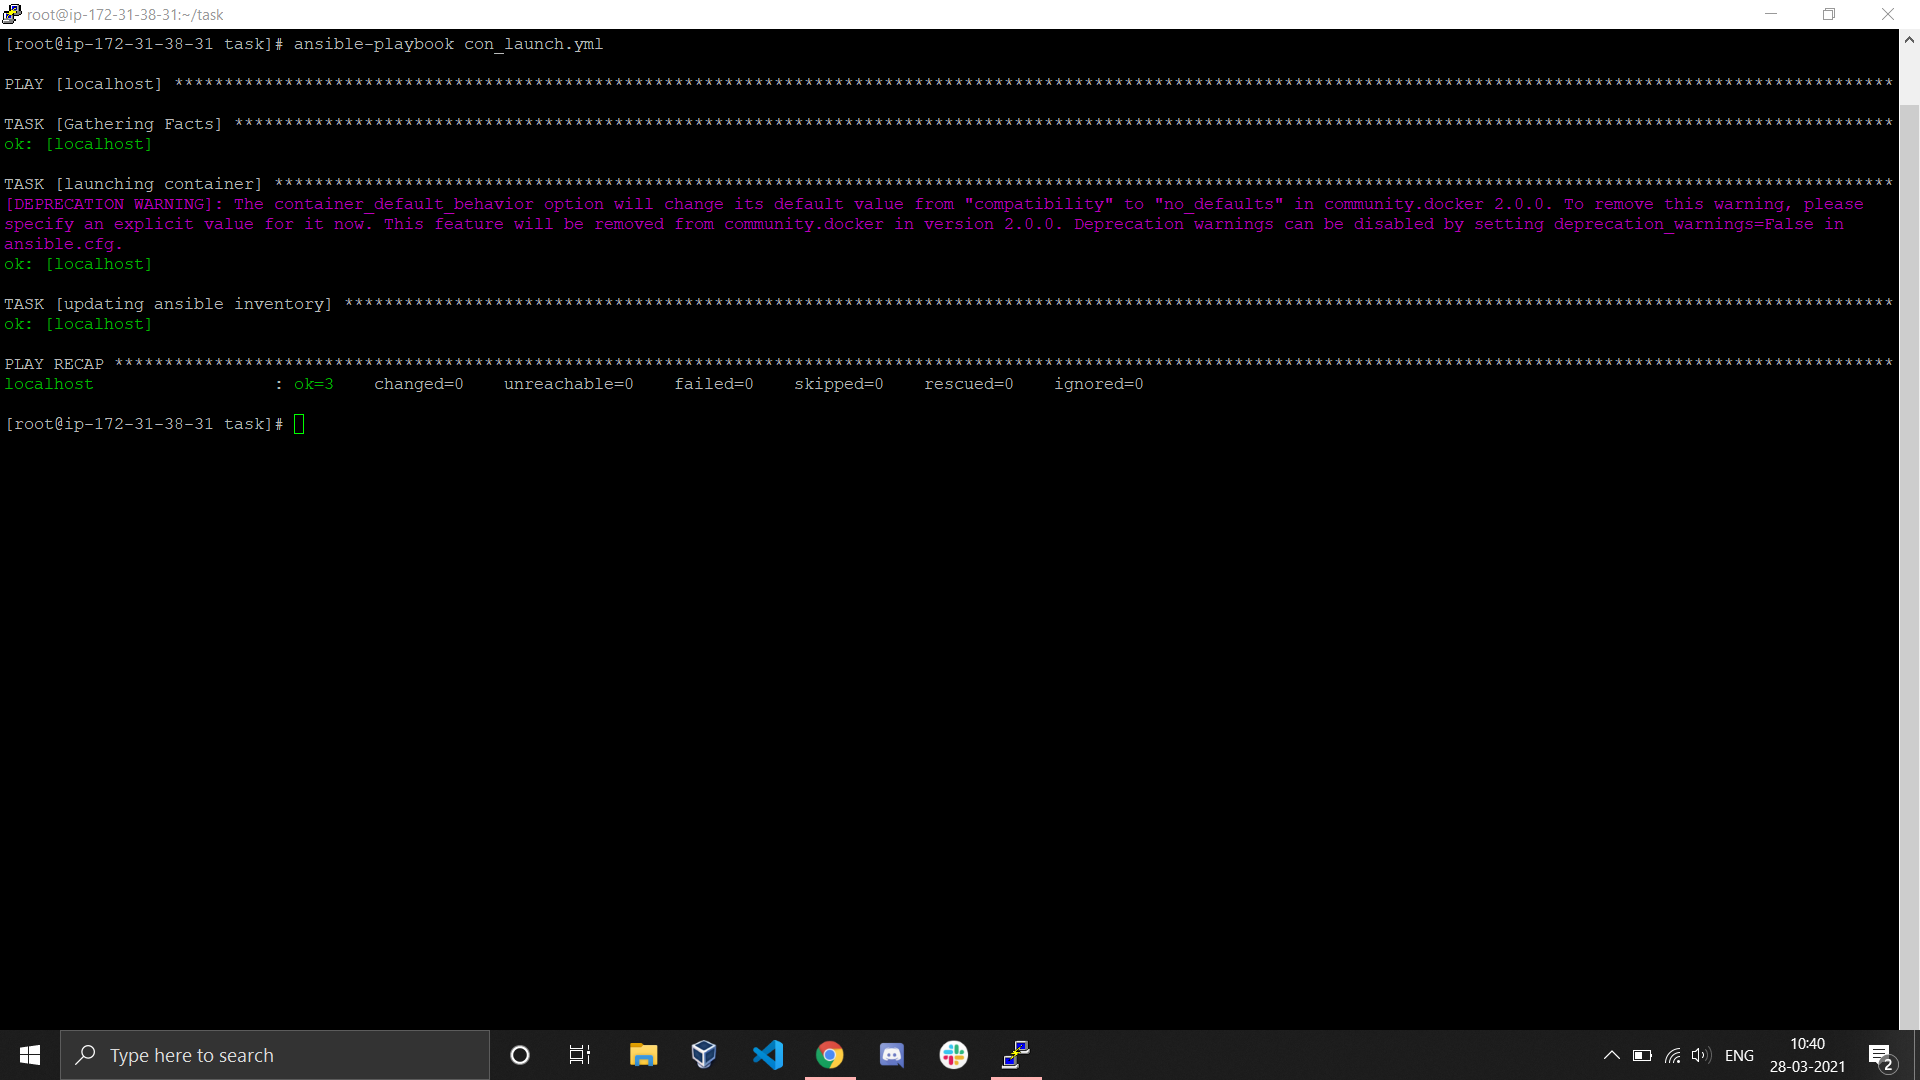 root@ip-172-31-38-31:~/task
[root@ip-172-31-38-31 task]# ansible-playbook con_launch.yml
PLAY [localhost] ****************************************************************************************************************************************************************************
TASK [Gathering Facts] **********************************************************************************************************************************************************************
ok: [localhost]
TASK [launching container] ******************************************************************************************************************************************************************
[DEPRECATION WARNING]: The container_default_behavior option will change its default value from "compatibility" to "no_defaults" in community.docker 2.0.0. To remove this warning, please
specify an explicit value for it now. This feature will be removed from community.docker in version 2.0.0. Deprecation warnings can be disabled by setting deprecation_warnings=False in
ansible.cfg.
ok: [localhost]
TASK [updating ansible inventory] ***********************************************************************************************************************************************************
ok: [localhost]
PLAY RECAP **********************************************************************************************************************************************************************************
localhost                  : ok=3    changed=0    unreachable=0    failed=0    skipped=0    rescued=0    ignored=0
[root@ip-172-31-38-31 task]#
Type here to search
ENG
10:40
28-03-2021
2